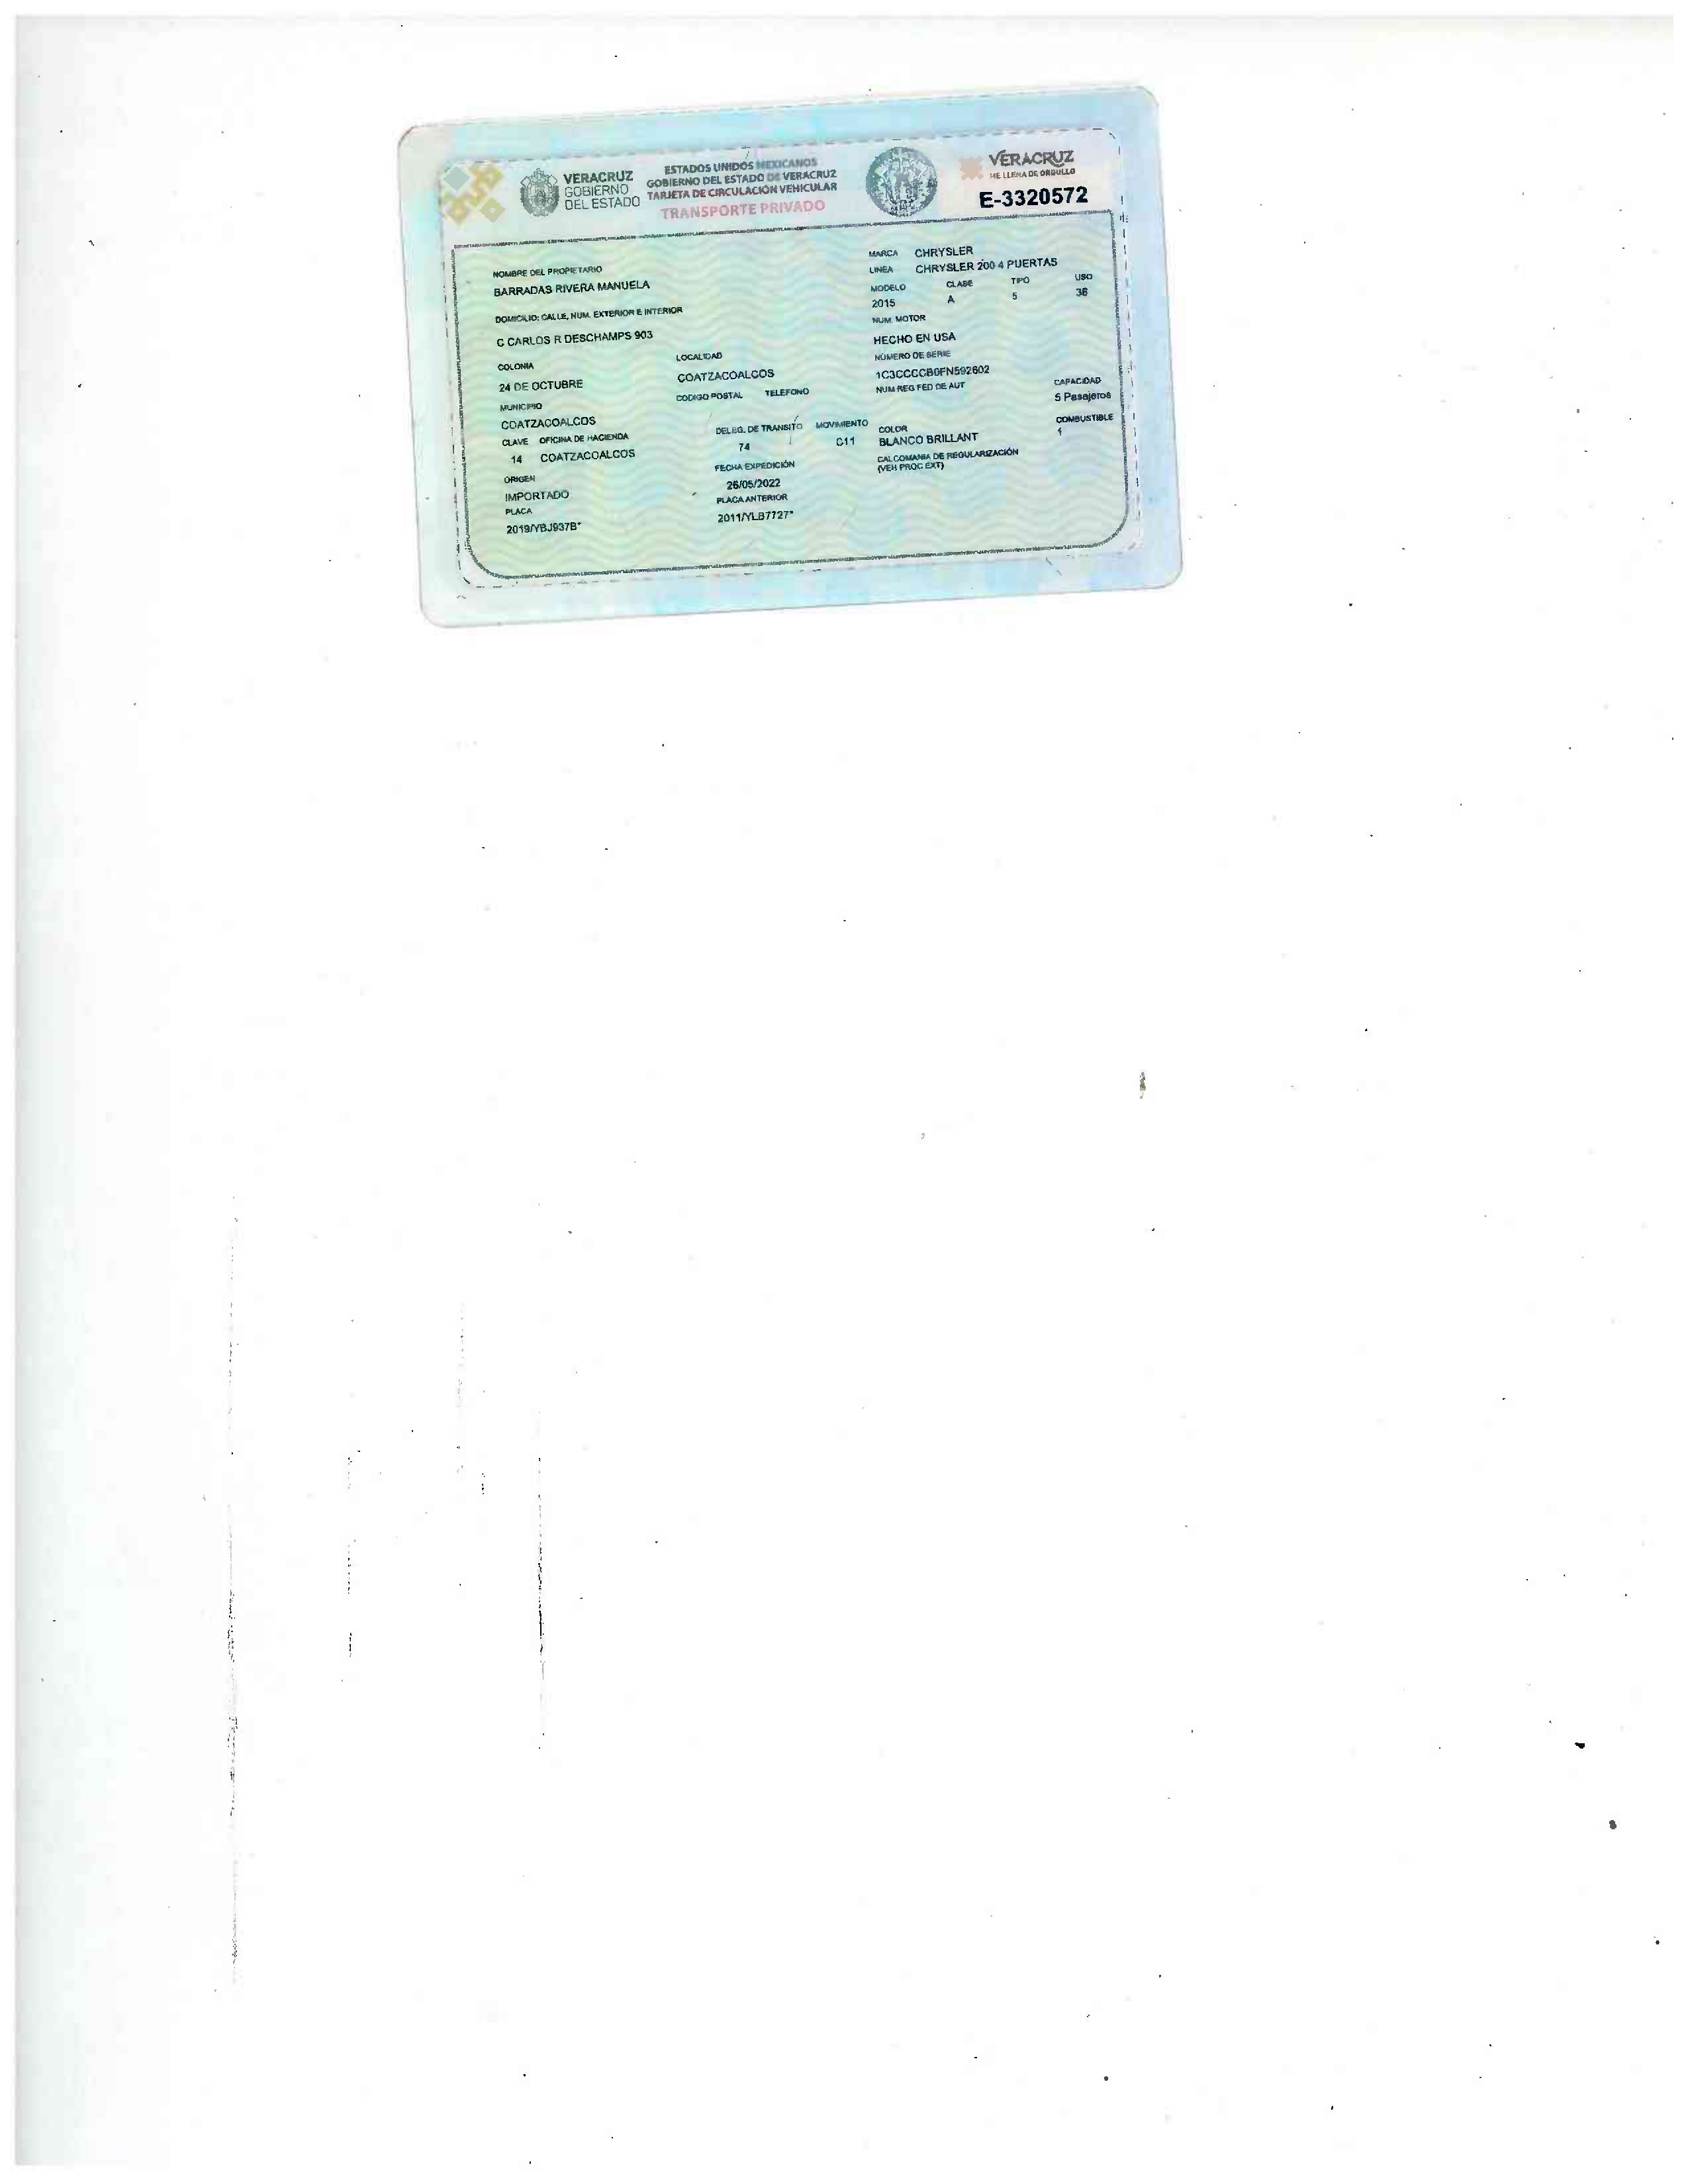 VERACRUZ
GOBIERNO
DEL ESTADO
ESTADOS UNIDOS MEXICANOS
GOBIERNO DEL ESTADO DE VERACRUZ
TARJETA DE CIRCULACIÓN VEHICULAR
TRANSPORTE PRIVADO
VERACRUZ
ME LLENA DE ORGULLO
E-3320572
NOMBRE DEL PROPIETARIO
BARRADAS RIVERA MANUELA
DOMICILIO: CALLE, NUM. EXTERIOR E INTERIOR
C CARLOS R DESCHAMPS 903
COLONIA LOCALIDAD
24 DE OCTUBRE COATZACOALCOS
MUNICIPIO CODIGO POSTAL TELEFONO
COATZACOALCOS
CLAVE OFICINA DE HACIENDA DELEG. DE TRANSITO MOVIMIENTO
14 COATZACOALCOS 74 C11
ORIGEN FECHA EXPEDICIÓN
IMPORTADO 26/05/2022
PLACA PLACA ANTERIOR
2019/YBJ937B* 2011/YLB7727*
MARCA CHRYSLER
LINEA CHRYSLER 200 4 PUERTAS
MODELO CLASE TIPO USO
2015 A 5 36
NUM. MOTOR
HECHO EN USA
NÚMERO DE SERIE
1C3CCCCB0FN592602
NUM REG FED DE AUT CAPACIDAD
5 Pasajeros
COLOR COMBUSTIBLE
BLANCO BRILLANT 1
CALCOMANIA DE REGULARIZACIÓN
(VEH PROC EXT)